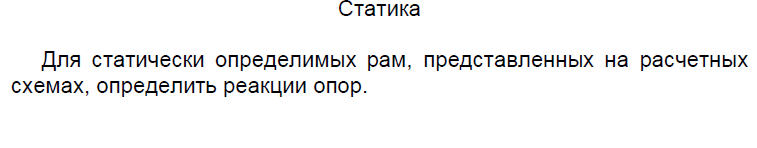 Статика
Для статически определимых рам, представленных на расчетных
схемах, определить реакции опор.